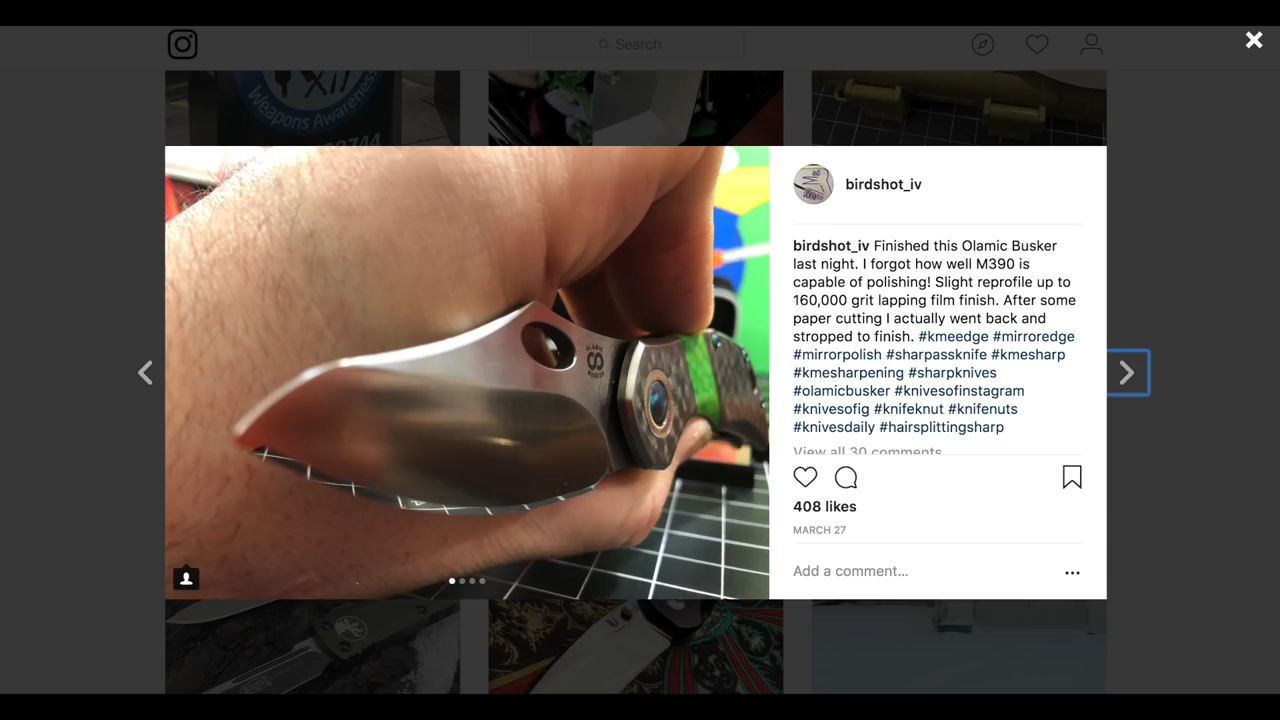 Search
Weapons Awareness
8744
birdshot_iv
birdshot_iv Finished this Olamic Busker
last night. I forgot how well M390 is
capable of polishing! Slight reprofile up to
160,000 grit lapping film finish. After some
paper cutting I actually went back and
stropped to finish. #kmeedge #mirroredge
#mirrorpolish #sharpassknife #kmesharp
#kmesharpening #sharpknives
#olamicbusker #knivesofinstagram
#knivesofig #knifeknut #knifenuts
#knivesdaily #hairsplittingsharp
View all 30 comments
408 likes
MARCH 27
Add a comment...
OLAMIC
BUSKER